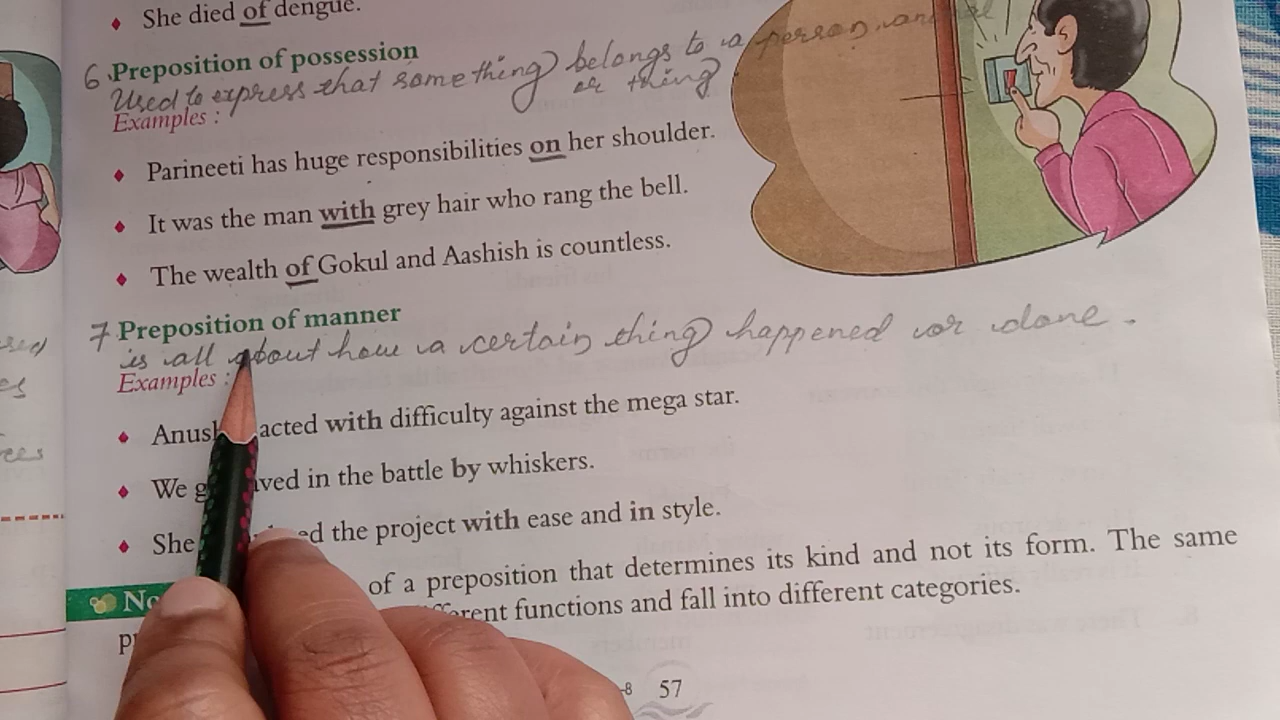 She died of dengue.
6. Preposition of possession
Used to express that something belongs to a person, an
or thing
Examples :
Parineeti has huge responsibilities on her shoulder.
It was the man with grey hair who rang the bell.
The wealth of Gokul and Aashish is countless.
7 Preposition of manner
is all about how a certain thing happened or done.
Examples :
acted with difficulty against the mega star.
We in the battle by whiskers.
She the project with ease and in style.
of a preposition that determines its kind and not its form. The same
functions and fall into different categories.
-8 57